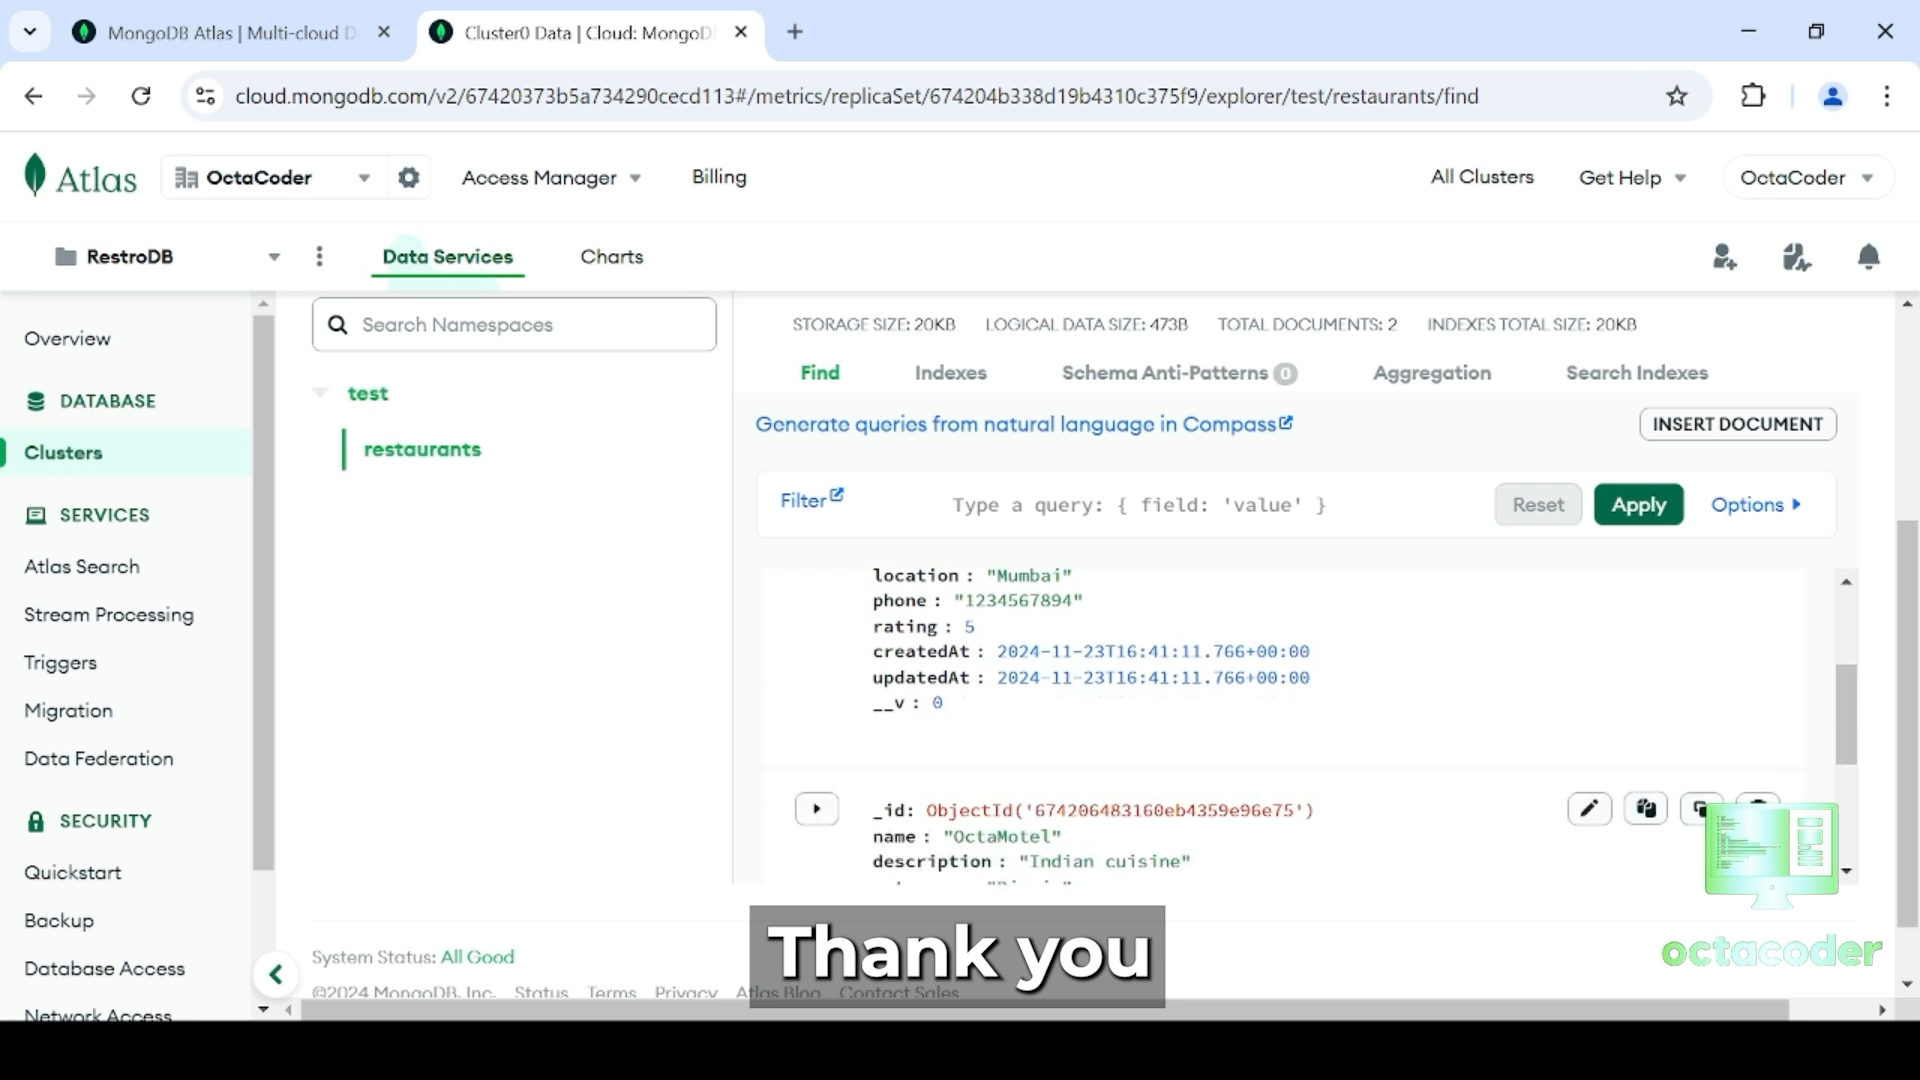 MongoDB Atlas | Multi-cloud D
Cluster0 Data | Cloud: MongoD
cloud.mongodb.com/v2/67420373b5a734290cecd113#/metrics/replicaSet/674204b338d19b4310c375f9/explorer/test/restaurants/find
Atlas
OctaCoder
Access Manager
Billing
All Clusters
Get Help
OctaCoder
RestroDB
Data Services
Charts
Overview
DATABASE
Clusters
SERVICES
Atlas Search
Stream Processing
Triggers
Migration
Data Federation
SECURITY
Quickstart
Backup
Database Access
Network Access
Search Namespaces
test
restaurants
STORAGE SIZE: 20KB LOGICAL DATA SIZE: 473B TOTAL DOCUMENTS: 2 INDEXES TOTAL SIZE: 20KB
Find Indexes Schema Anti-Patterns 0 Aggregation Search Indexes
Generate queries from natural language in Compass
INSERT DOCUMENT
Filter
Type a query: { field: 'value' }
Reset
Apply
Options
location : "Mumbai"
phone : "1234567894"
rating : 5
createdAt : 2024-11-23T16:41:11.766+00:00
updatedAt : 2024-11-23T16:41:11.766+00:00
__v : 0
_id: ObjectId('674206483160eb4359e96e75')
name : "OctaMotel"
description : "Indian cuisine"
System Status: All Good
©2024 MongoDB, Inc. Status Terms Privacy Atlas Blog Contact Sales
Thank you
octacoder